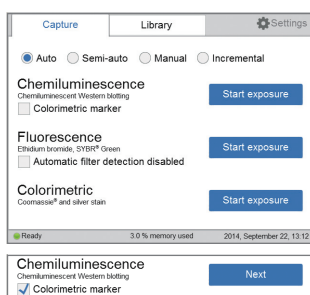 Capture Library Settings
Auto Semi-auto Manual Incremental
Chemiluminescence
Chemiluminescent Western blotting
Start exposure
Colorimetric marker
Fluorescence
Ethidium bromide, SYBR® Green
Start exposure
Automatic filter detection disabled
Colorimetric
Coomassie® and silver stain
Start exposure
Ready 3.0 % memory used 2014, September 22, 13:12
Chemiluminescence
Chemiluminescent Western blotting
Next
Colorimetric marker